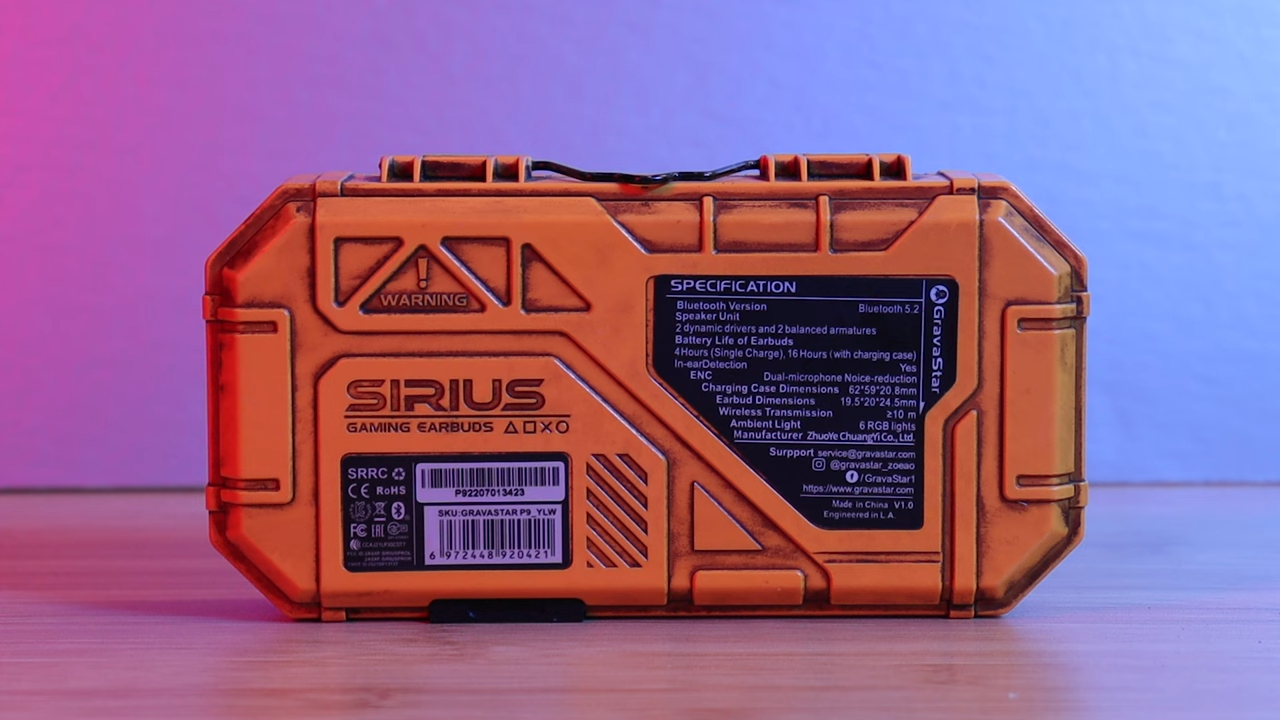 WARNING
SIRIUS
GAMING EARBUDS
SRRC
CE RoHS
FC EAC
P92207013423
SKU:GRAVASTAR P9_YLW
6 972448 920421
SPECIFICATION
Bluetooth Version Bluetooth 5.2
Speaker Unit
2 dynamic drivers and 2 balanced armatures
Battery Life of Earbuds
4Hours (Single Charge), 16 Hours (with charging case)
In-earDetection Yes
ENC Dual-microphone Noice-reduction
Charging Case Dimensions 62*59*20.8mm
Earbud Dimensions 19.5*20*24.5mm
Wireless Transmission ≥10 m
Ambient Light 6 RGB lights
Manufacturer ZhuoYe ChuangYi Co., Ltd.
Surpport service@gravastar.com
@gravastar_zoeao
/GravaStar1
https://www.gravastar.com
Made in China V1.0
Engineered in L.A.
GravaStar